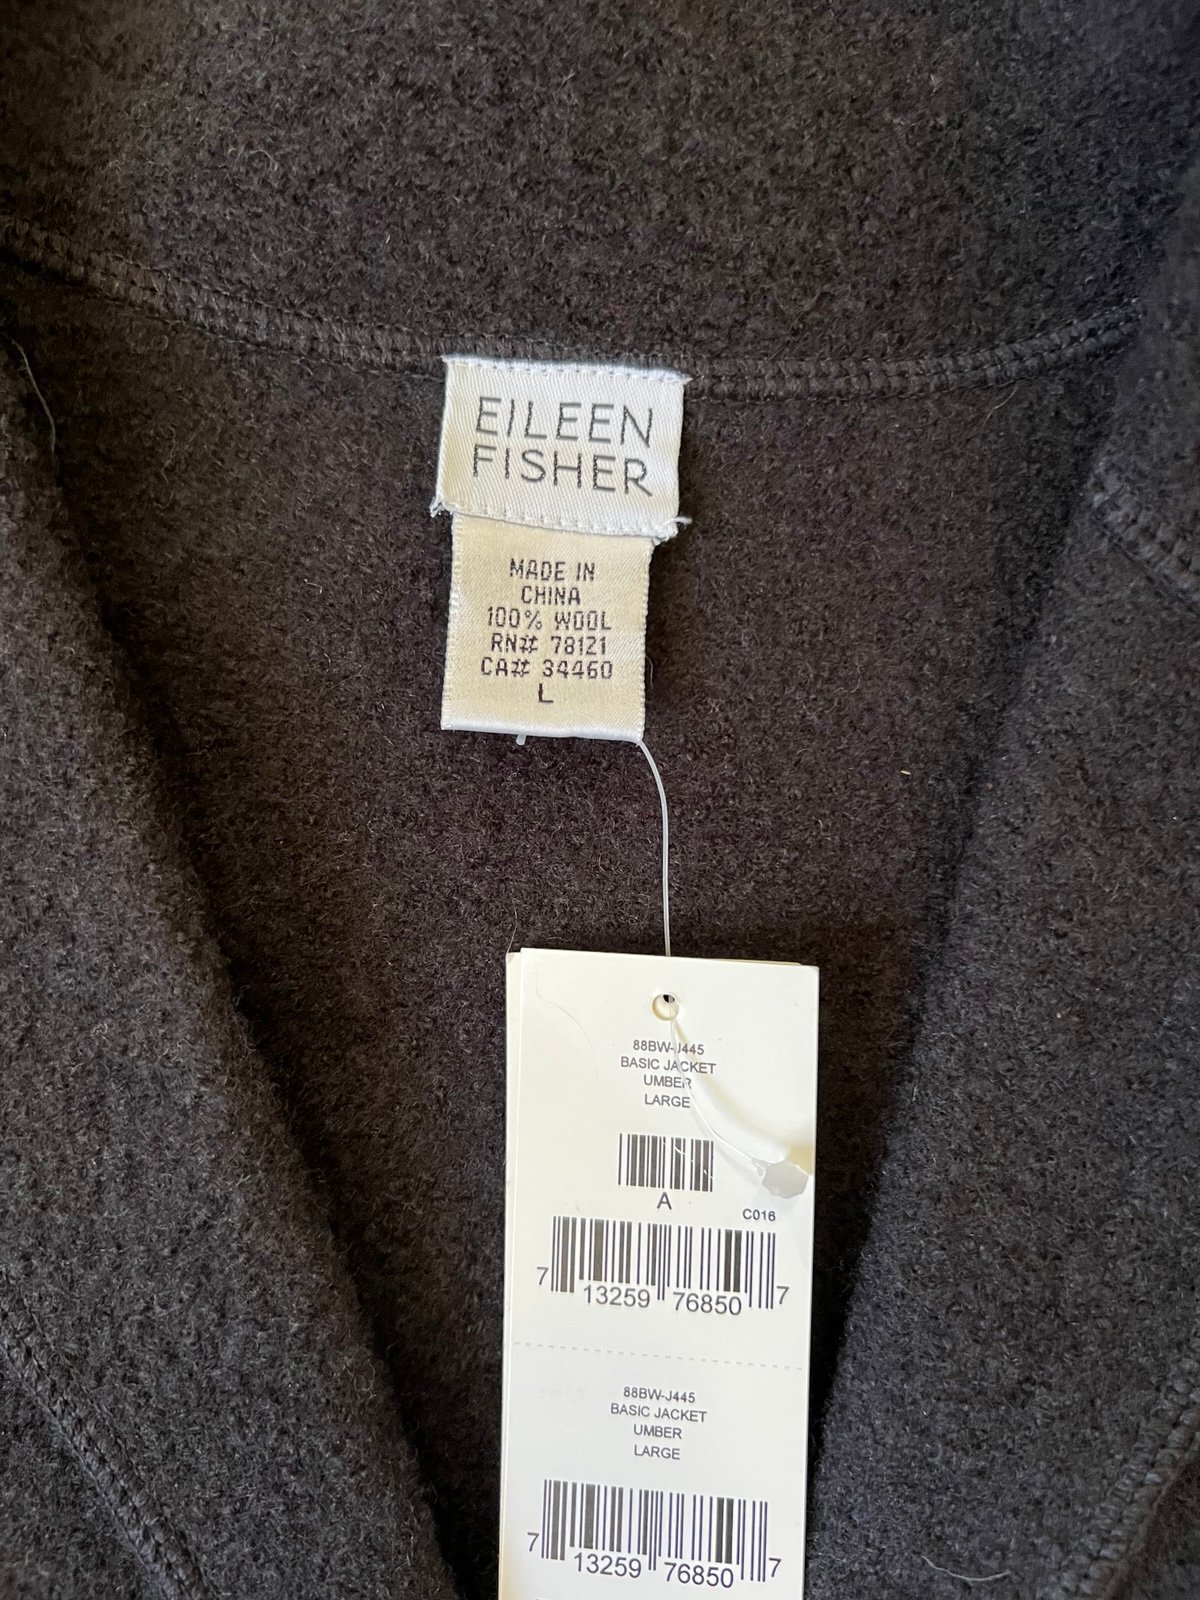 EILEEN
FISHER
MADE IN
CHINA
100% WOOL
RN# 78121
CA# 34460
L
88BW-J445
BASIC JACKET
UMBER
LARGE
A
C016
7 13259 76850 7
88BW-J445
BASIC JACKET
UMBER
LARGE
7 13259 76850 7